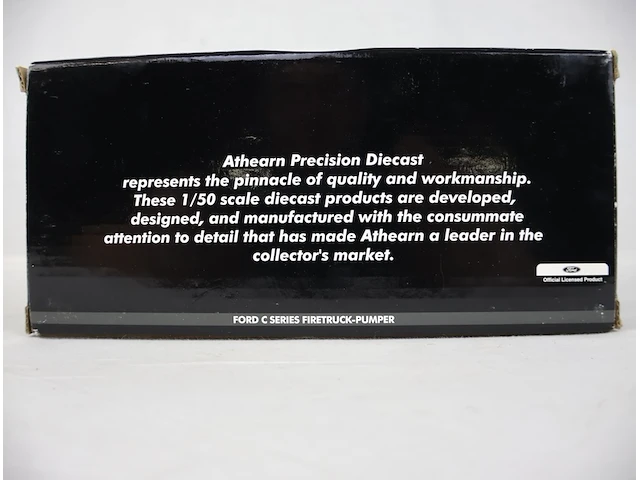 Athearn Precision Diecast
represents the pinnacle of quality and workmanship.
These 1/50 scale diecast products are developed,
designed, and manufactured with the consummate
attention to detail that has made Athearn a leader in the
collector's market.
Ford
Official Licensed Product
FORD C SERIES FIRETRUCK-PUMPER